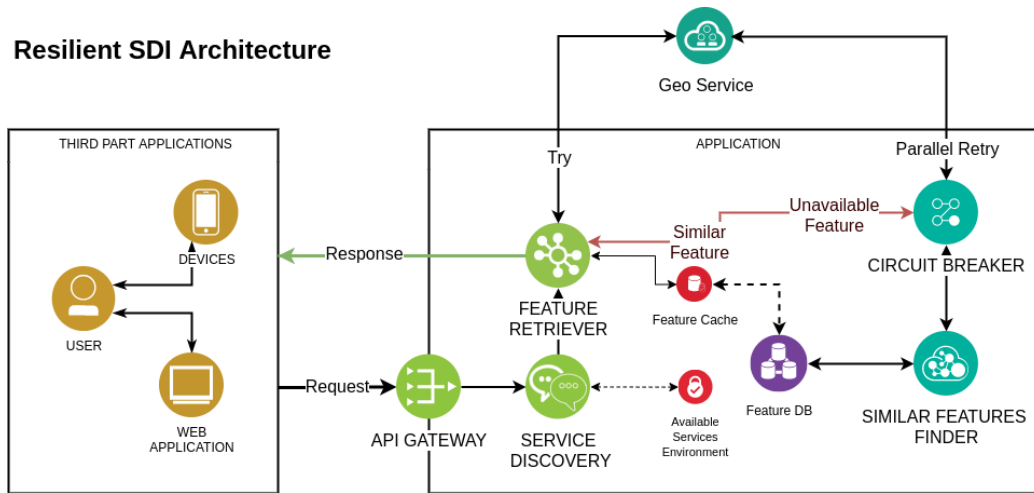 Resilient SDI Architecture
Geo Service
THIRD PART APPLICATIONS
APPLICATION
Try
Parallel Retry
Unavailable
Feature
Similar
Feature
DEVICES
Response
CIRCUIT BREAKER
FEATURE
RETRIEVER
Feature Cache
USER
Request
WEB
APPLICATION
API GATEWAY
SERVICE
DISCOVERY
Available
Services
Environment
Feature DB
SIMILAR FEATURES
FINDER